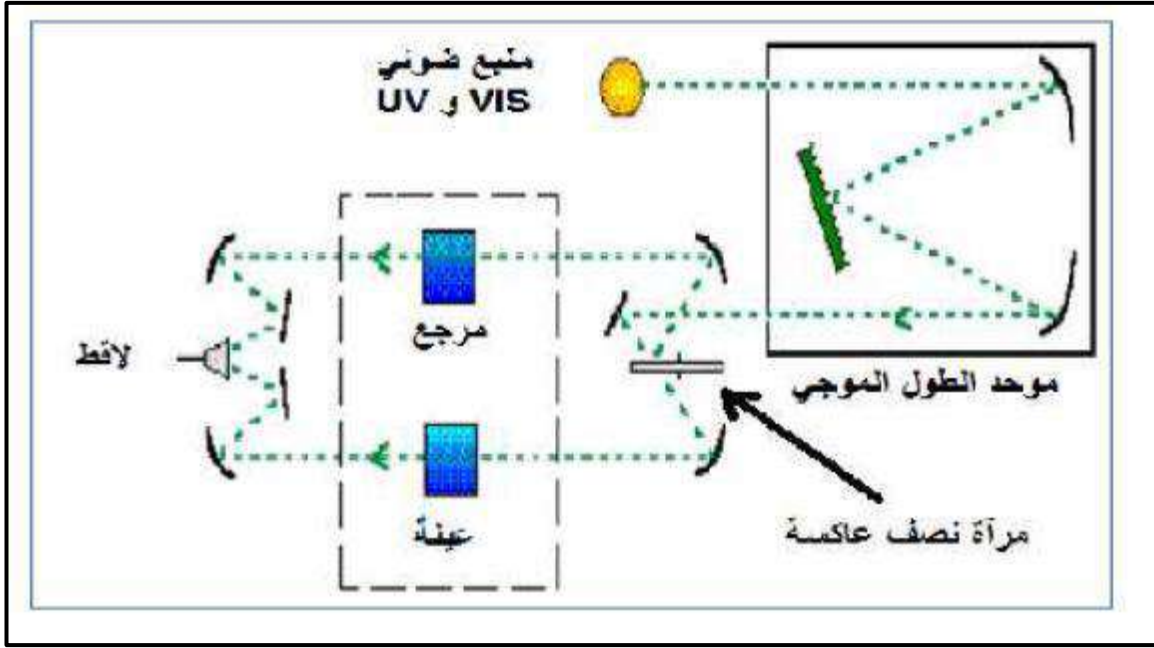 منبع ضوئي
UV و VIS
مرجع
لاقط
موحد الطول الموجي
عينة
مرآة نصف عاكسة